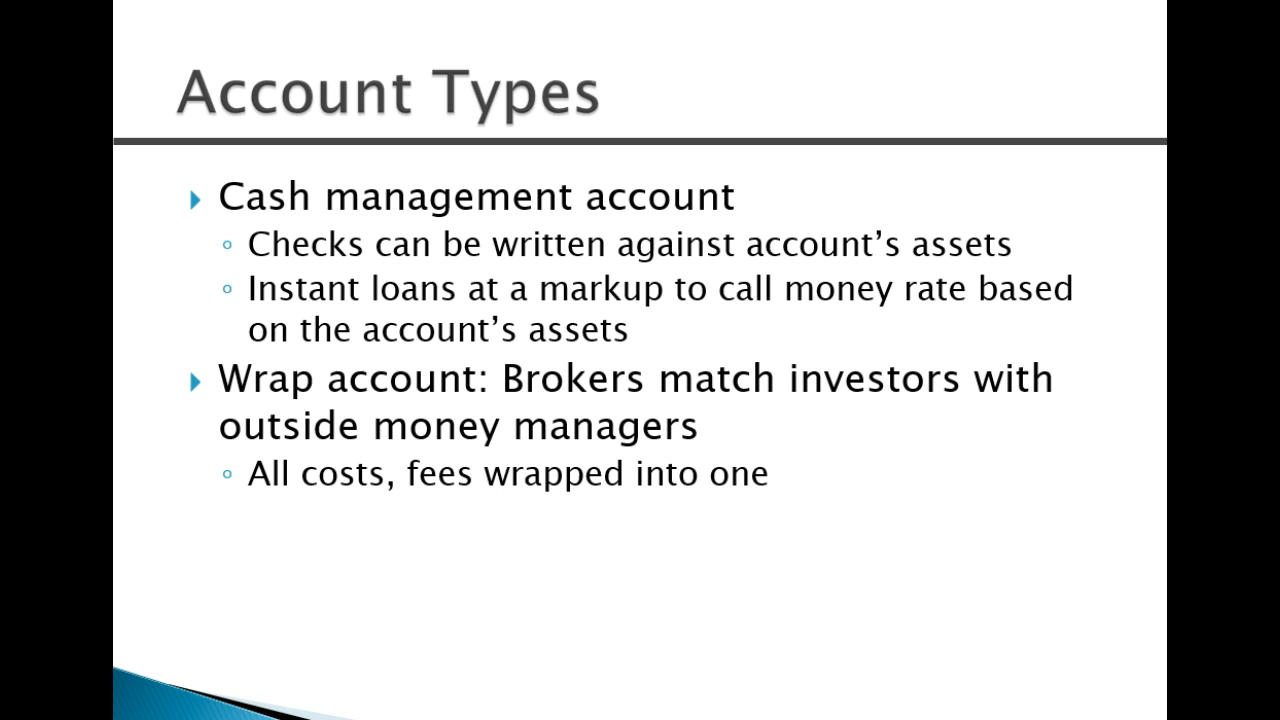 Account Types
Cash management account
Checks can be written against account’s assets
Instant loans at a markup to call money rate based
on the account’s assets
Wrap account: Brokers match investors with
outside money managers
All costs, fees wrapped into one